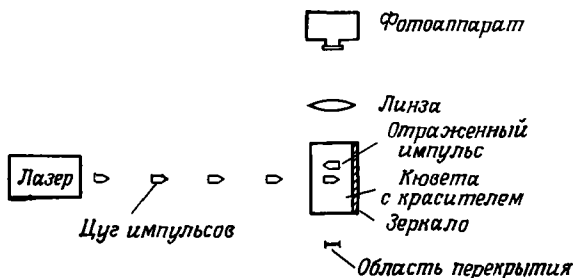 Фотоаппарат
Линза
Отраженный
импульс
Лазер
Кювета
с красителем
Цуг импульсов
Зеркало
Область перекрытия